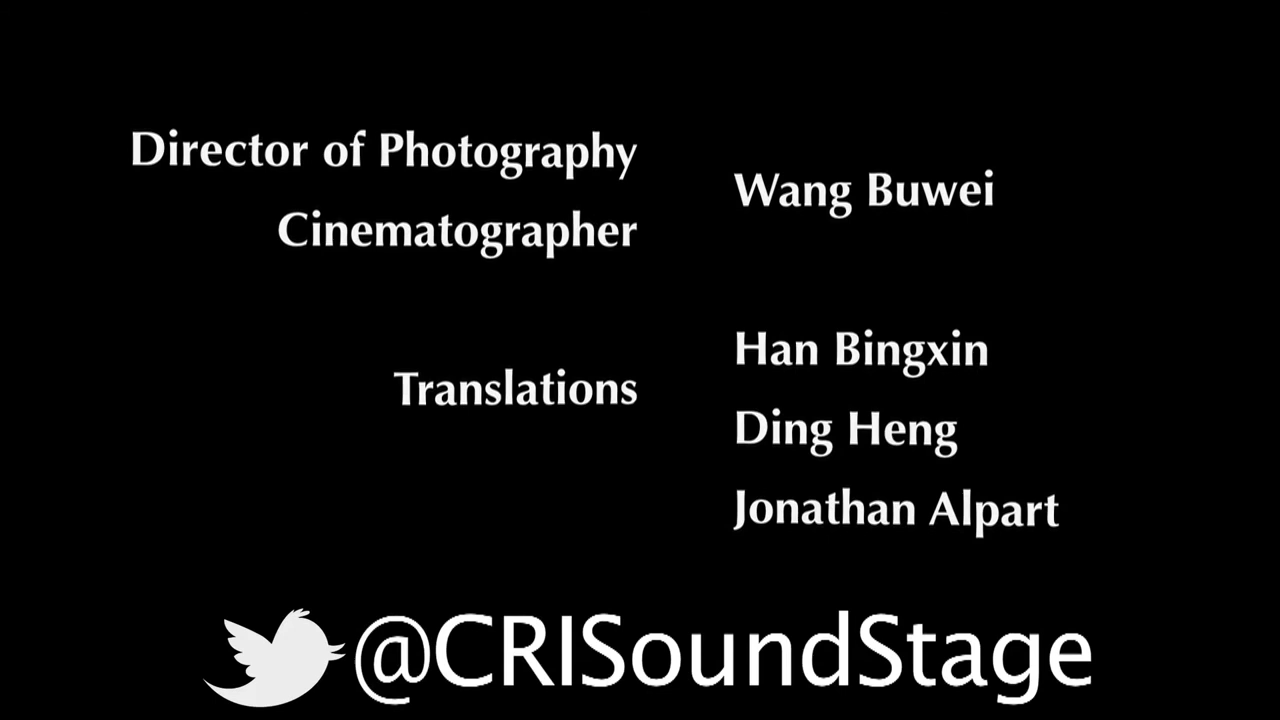 Director of Photography
Cinematographer
Wang Buwei
Translations
Han Bingxin
Ding Heng
Jonathan Alpart
@CRISoundStage